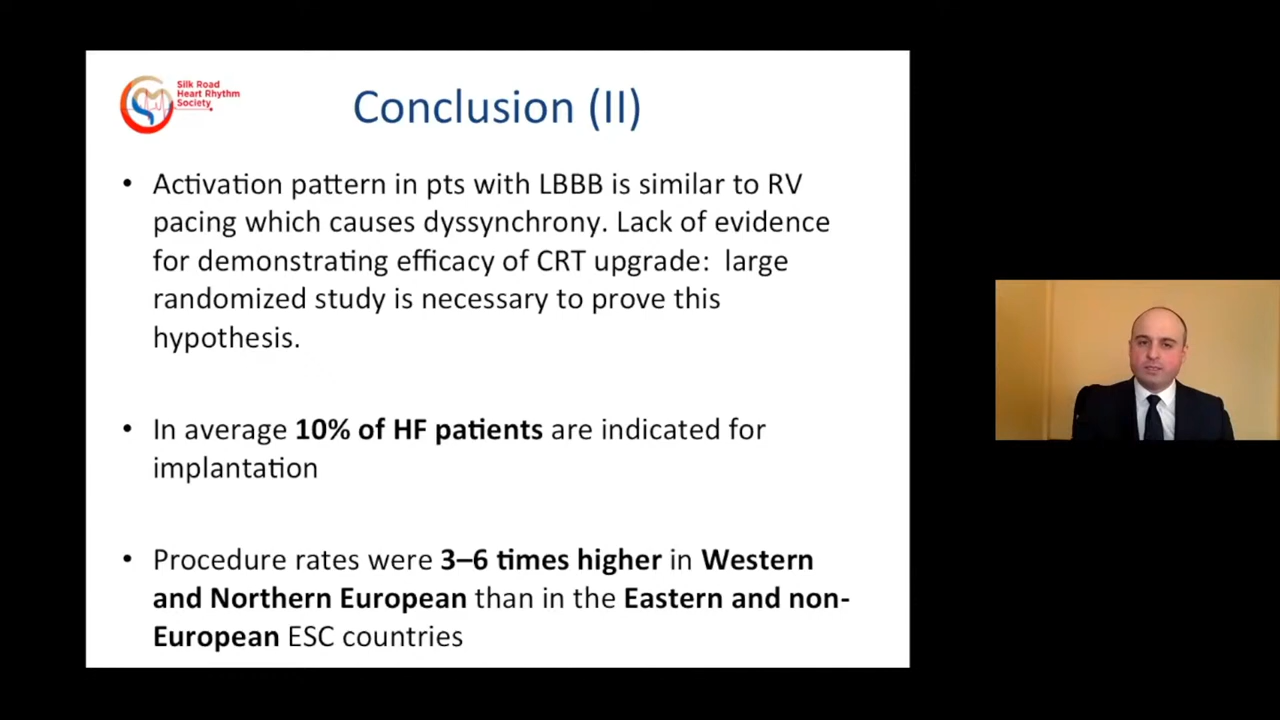 Silk Road
Heart Rhythm
Society
Conclusion (II)
• Activation pattern in pts with LBBB is similar to RV
pacing which causes dyssynchrony. Lack of evidence
for demonstrating efficacy of CRT upgrade:  large
randomized study is necessary to prove this
hypothesis.
• In average 10% of HF patients are indicated for
implantation
• Procedure rates were 3–6 times higher in Western
and Northern European than in the Eastern and non-
European ESC countries